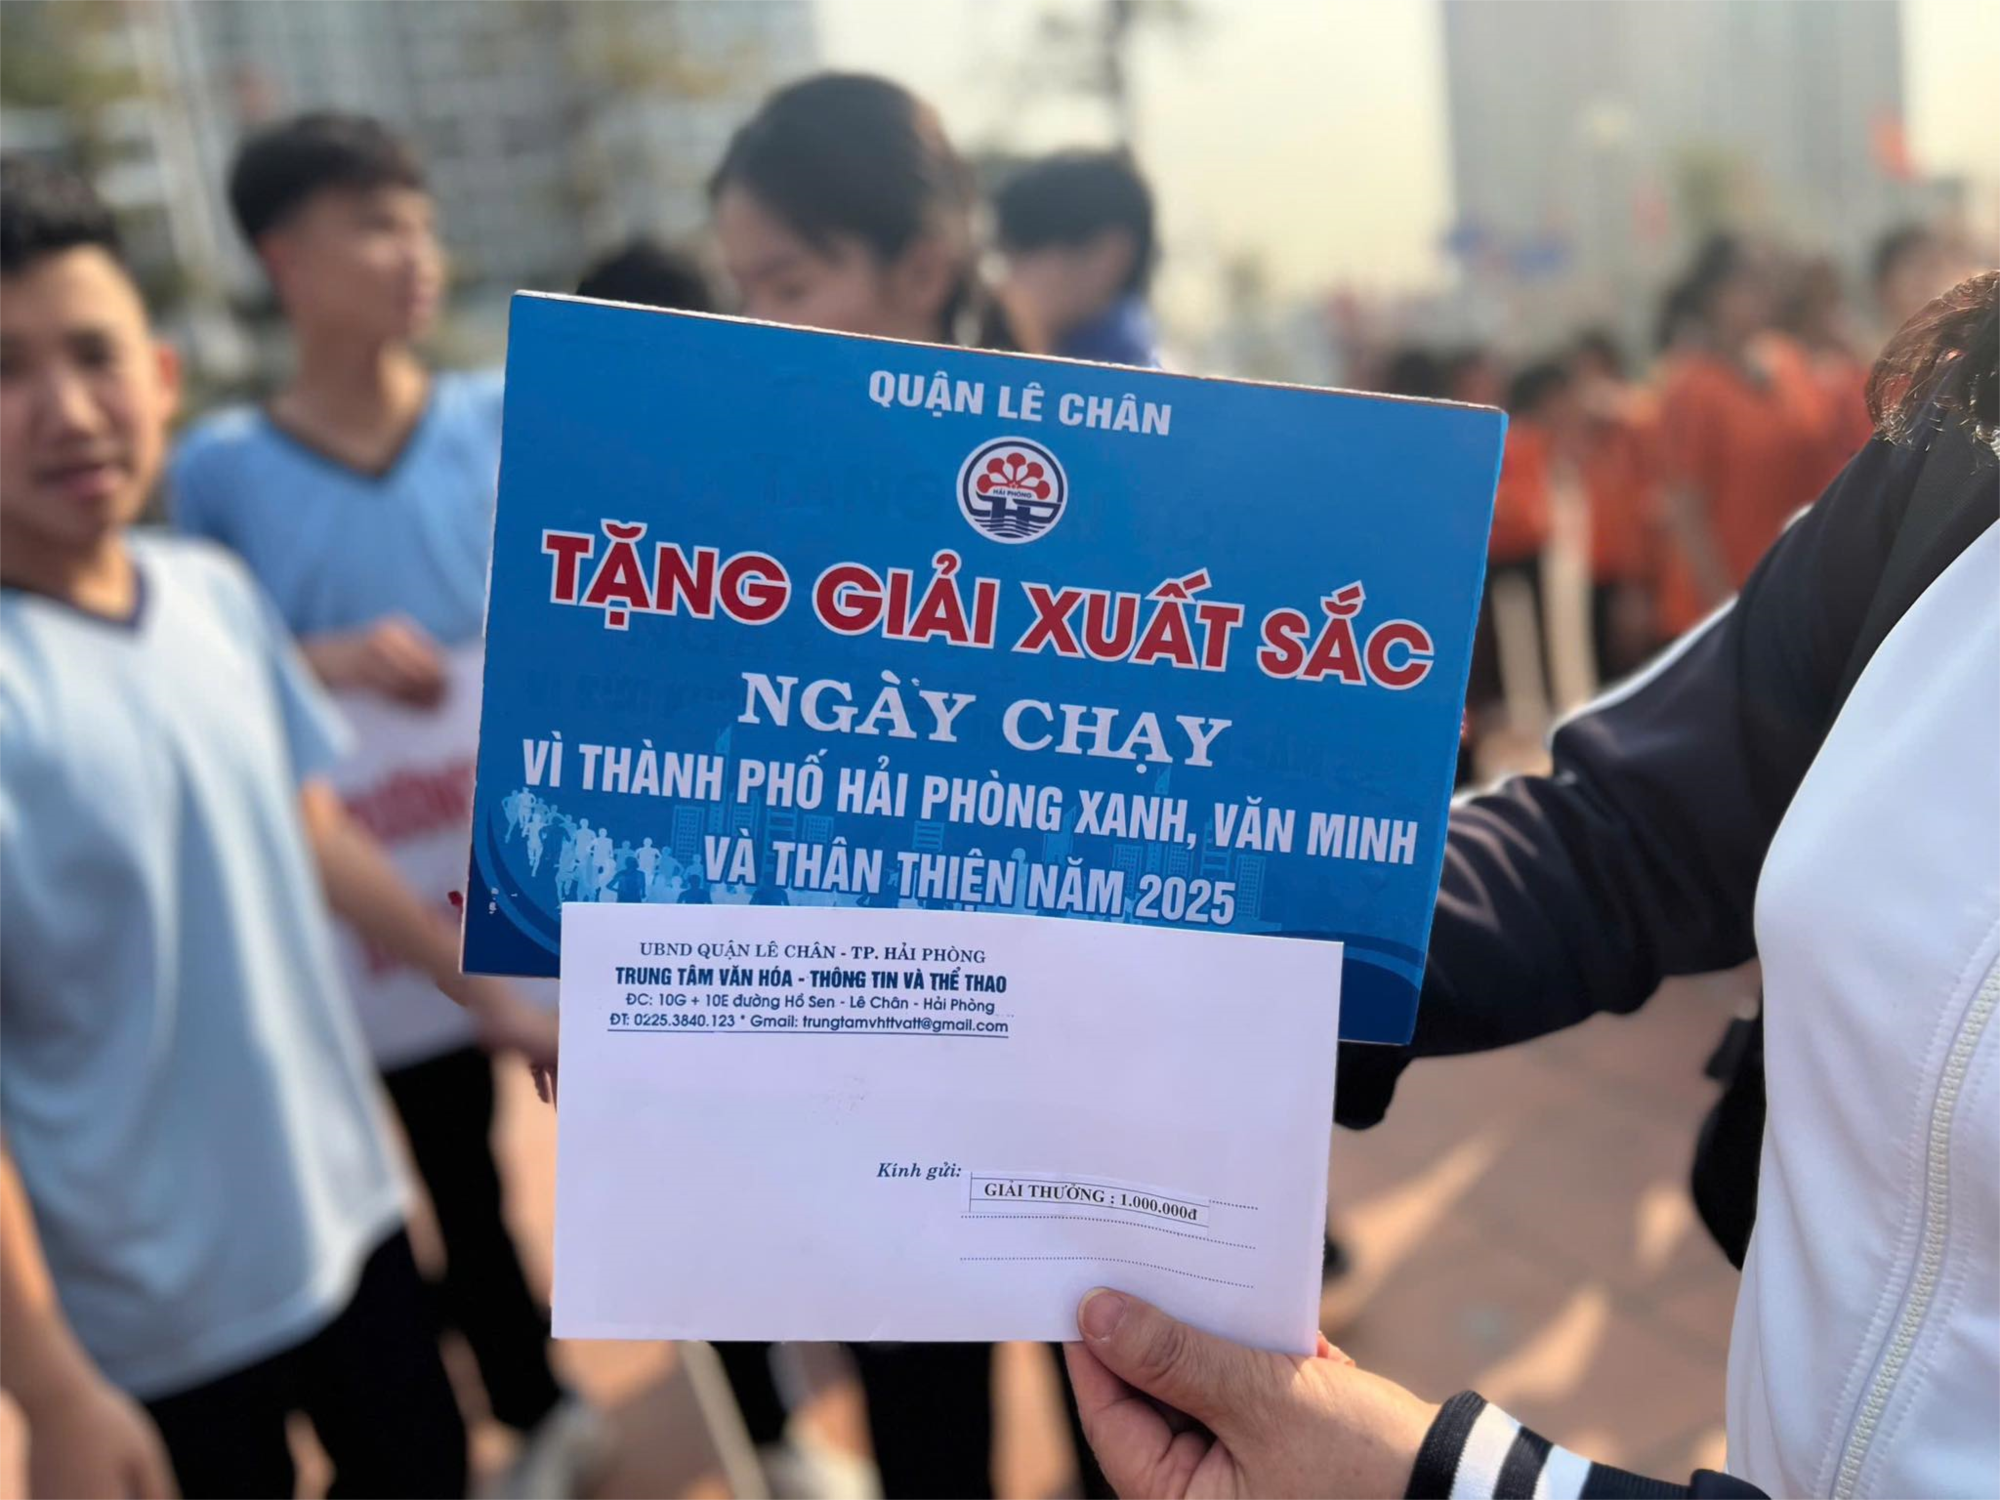 QUẬN LÊ CHÂN
HẢI PHÒNG
TẶNG GIẢI XUẤT SẮC
NGÀY CHẠY
VÌ THÀNH PHỐ HẢI PHÒNG XANH, VĂN MINH
VÀ THÂN THIỆN NĂM 2025
UBND QUẬN LÊ CHÂN - TP. HẢI PHÒNG
TRUNG TÂM VĂN HÓA - THÔNG TIN VÀ THỂ THAO
ĐC: 10G + 10E đường Hồ Sen - Lê Chân - Hải Phòng
ĐT: 0225.3840.123 * Gmail: trungtamvhttvatt@gmail.com
Kính gửi:
GIẢI THƯỞNG : 1.000.000đ